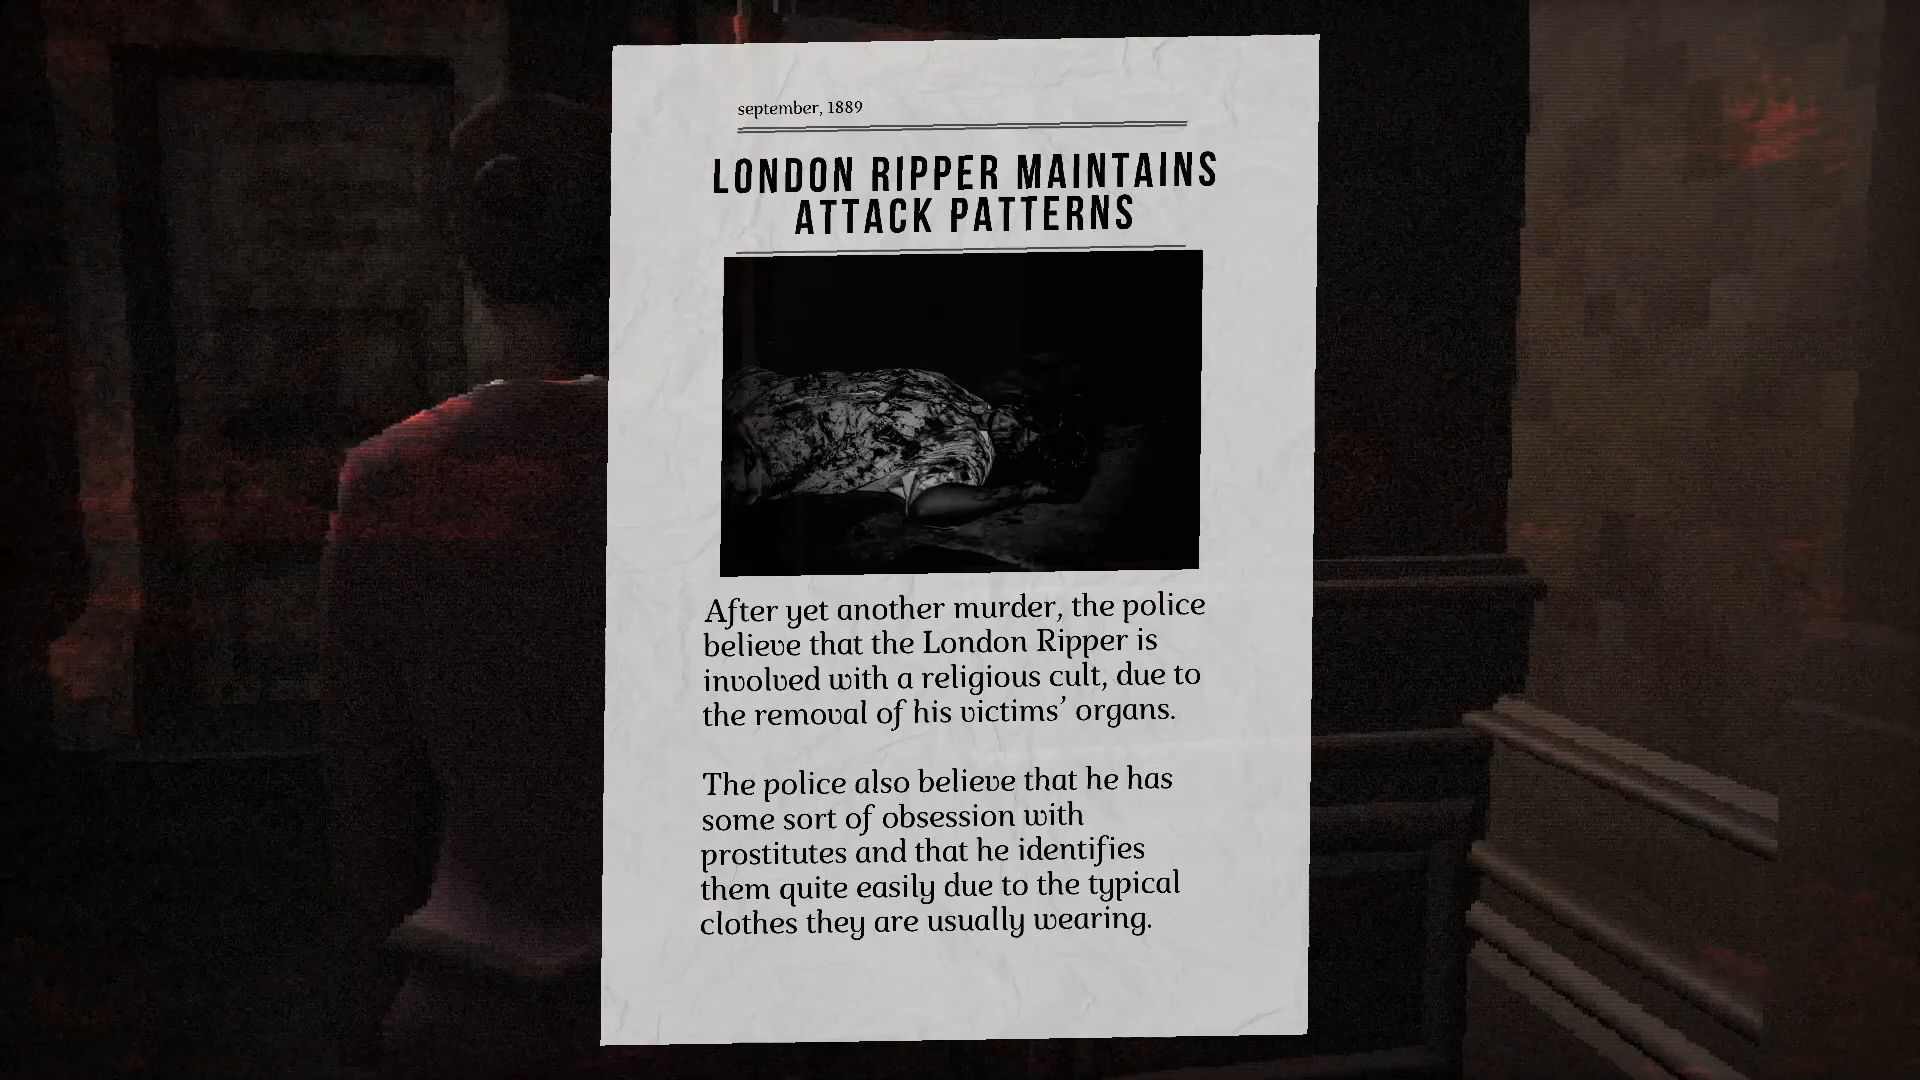 september, 1889
LONDON RIPPER MAINTAINS
ATTACK PATTERNS
After yet another murder, the police
believe that the London Ripper is
involved with a religious cult, due to
the removal of his victims’ organs.
The police also believe that he has
some sort of obsession with
prostitutes and that he identifies
them quite easily due to the typical
clothes they are usually wearing.